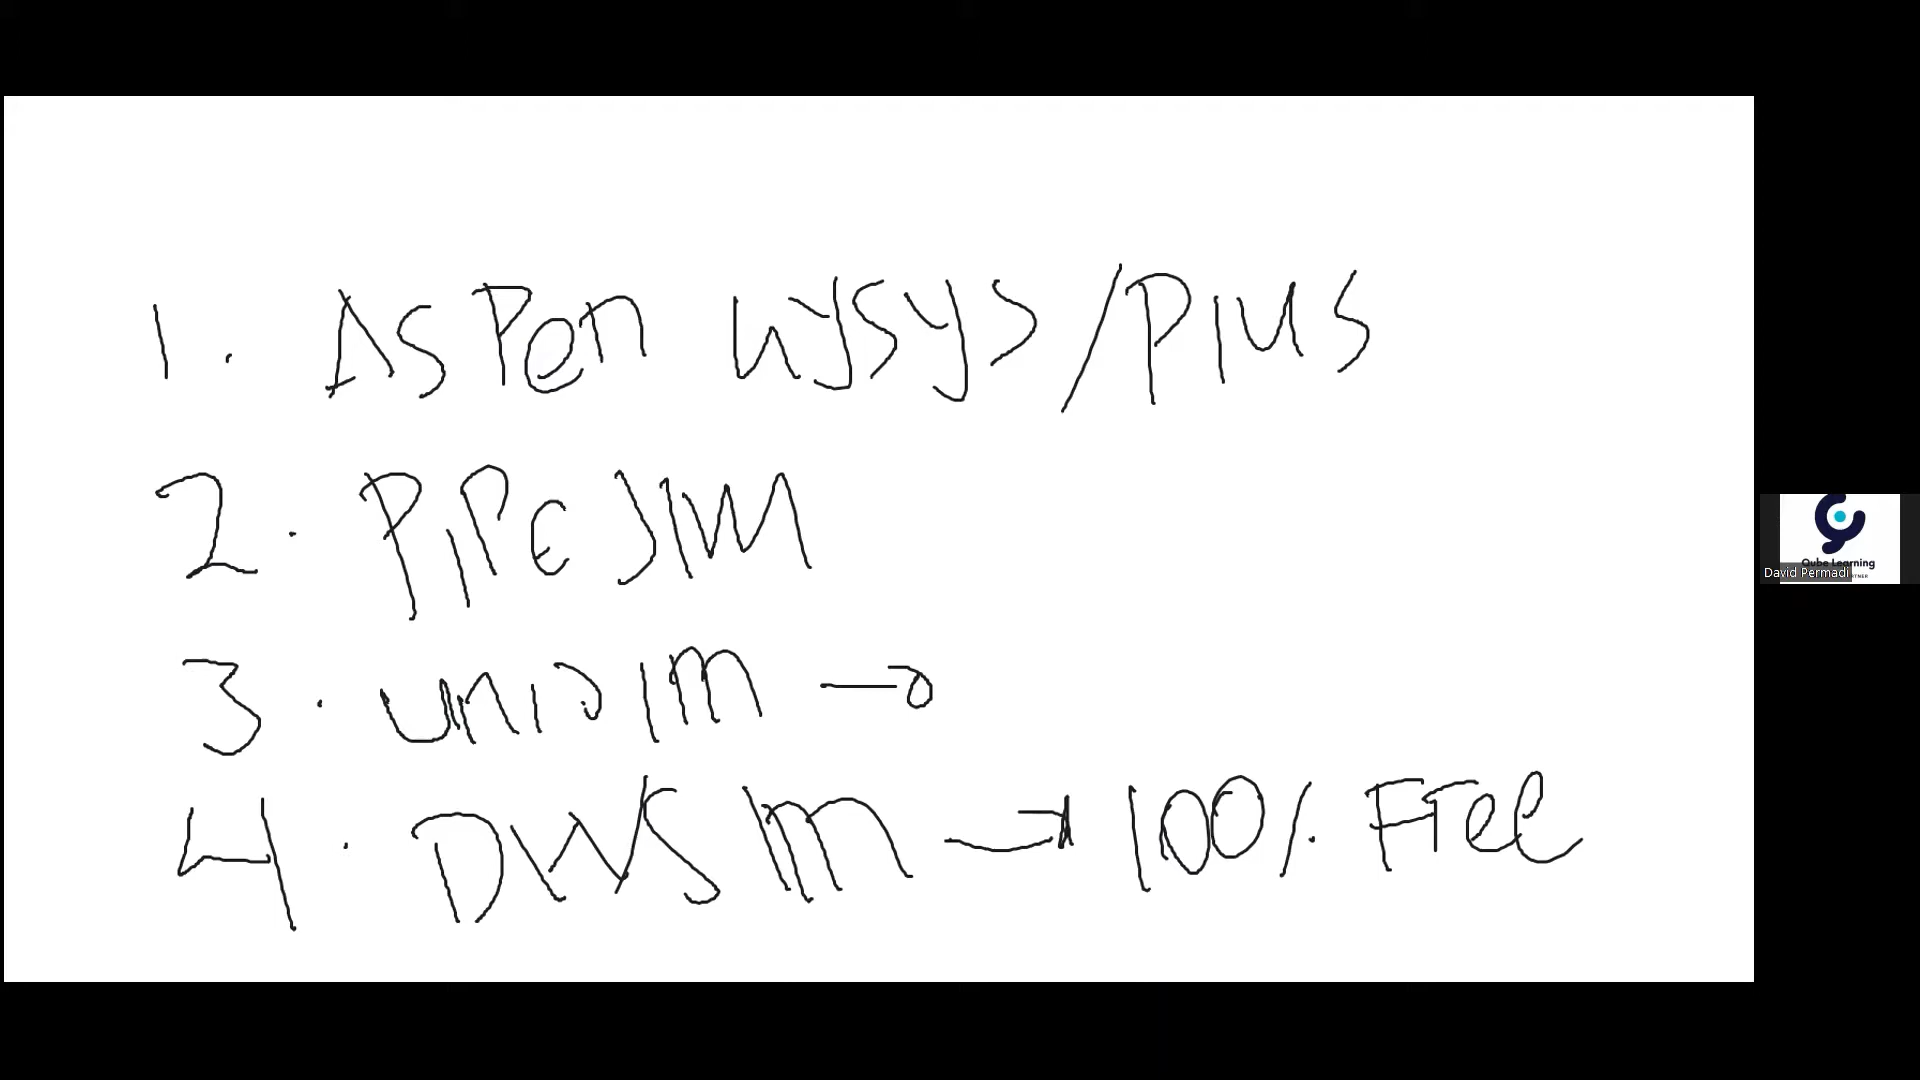 1. Aspen Hysys/Plus
2. PIPESIM
3. UniSim →
4. DWSIM → 100% Free
Qube Learning
David Permadi